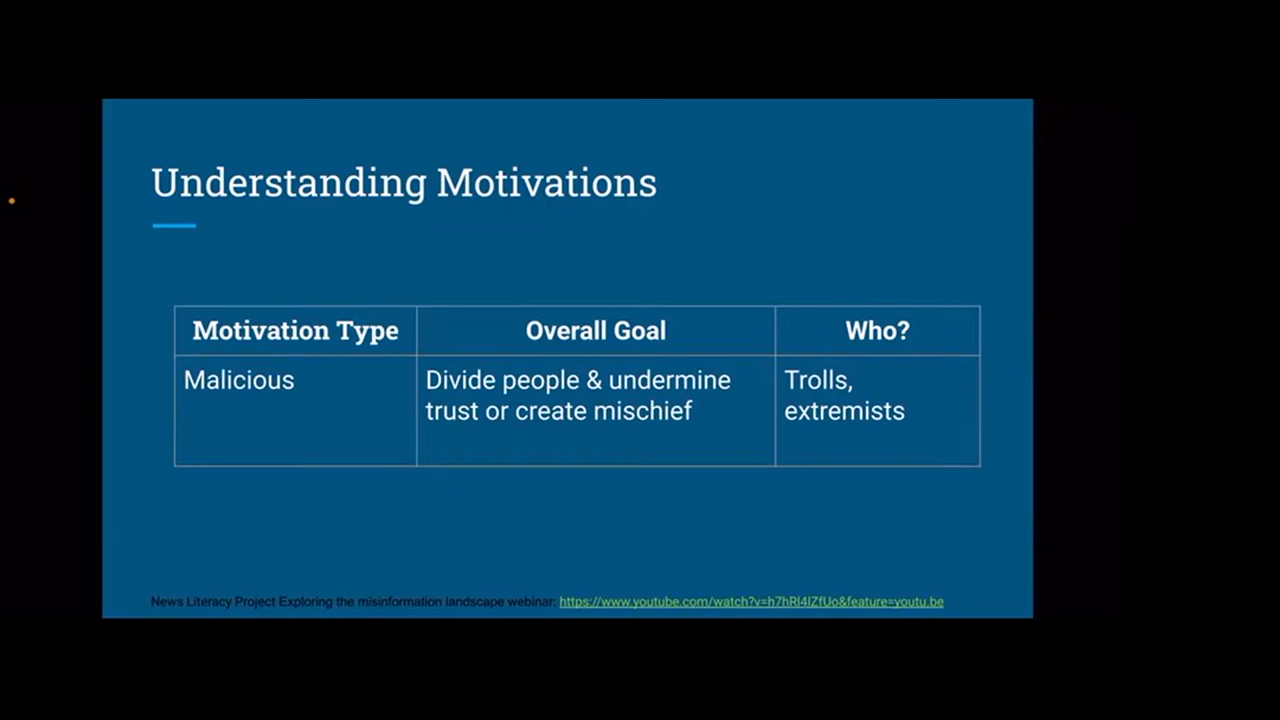 Understanding Motivations
Motivation Type
Overall Goal
Who?
Malicious
Divide people & undermine
trust or create mischief
Trolls,
extremists
News Literacy Project Exploring the misinformation landscape webinar: https://www.youtube.com/watch?v=h7hRl4IZfUo&feature=youtu.be